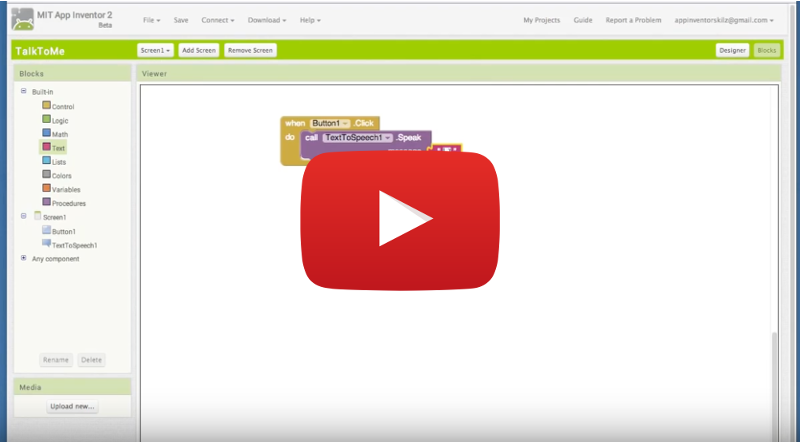 MIT App Inventor 2
Beta
File Save Connect Download Help
My Projects Guide Report a Problem appinventorskilz@gmail.com
TalkToMe
Screen1 Add Screen Remove Screen
Designer Blocks
Blocks
Viewer
Built-in
Control
Logic
Math
Text
Lists
Colors
Variables
Procedures
Screen1
Button1
TextToSpeech1
Any component
Rename Delete
Media
Upload new...
when Button1 .Click
do call TextToSpeech1 .Speak